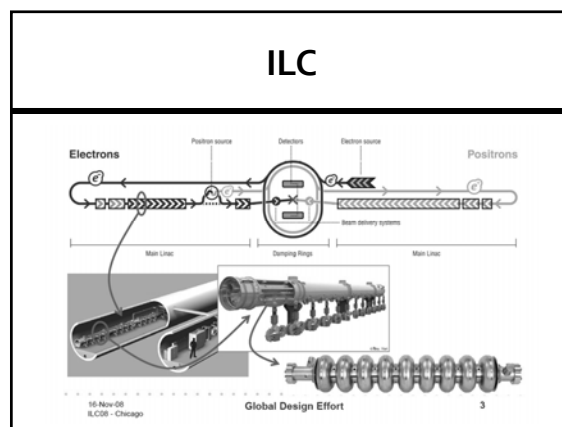 ILC
Positron source
Detectors
Electron source
Electrons
Positrons
e-
e-
e-
Beam delivery systems
Main Linac
Damping Rings
Main Linac
16-Nov-08
ILC08 - Chicago
Global Design Effort
3